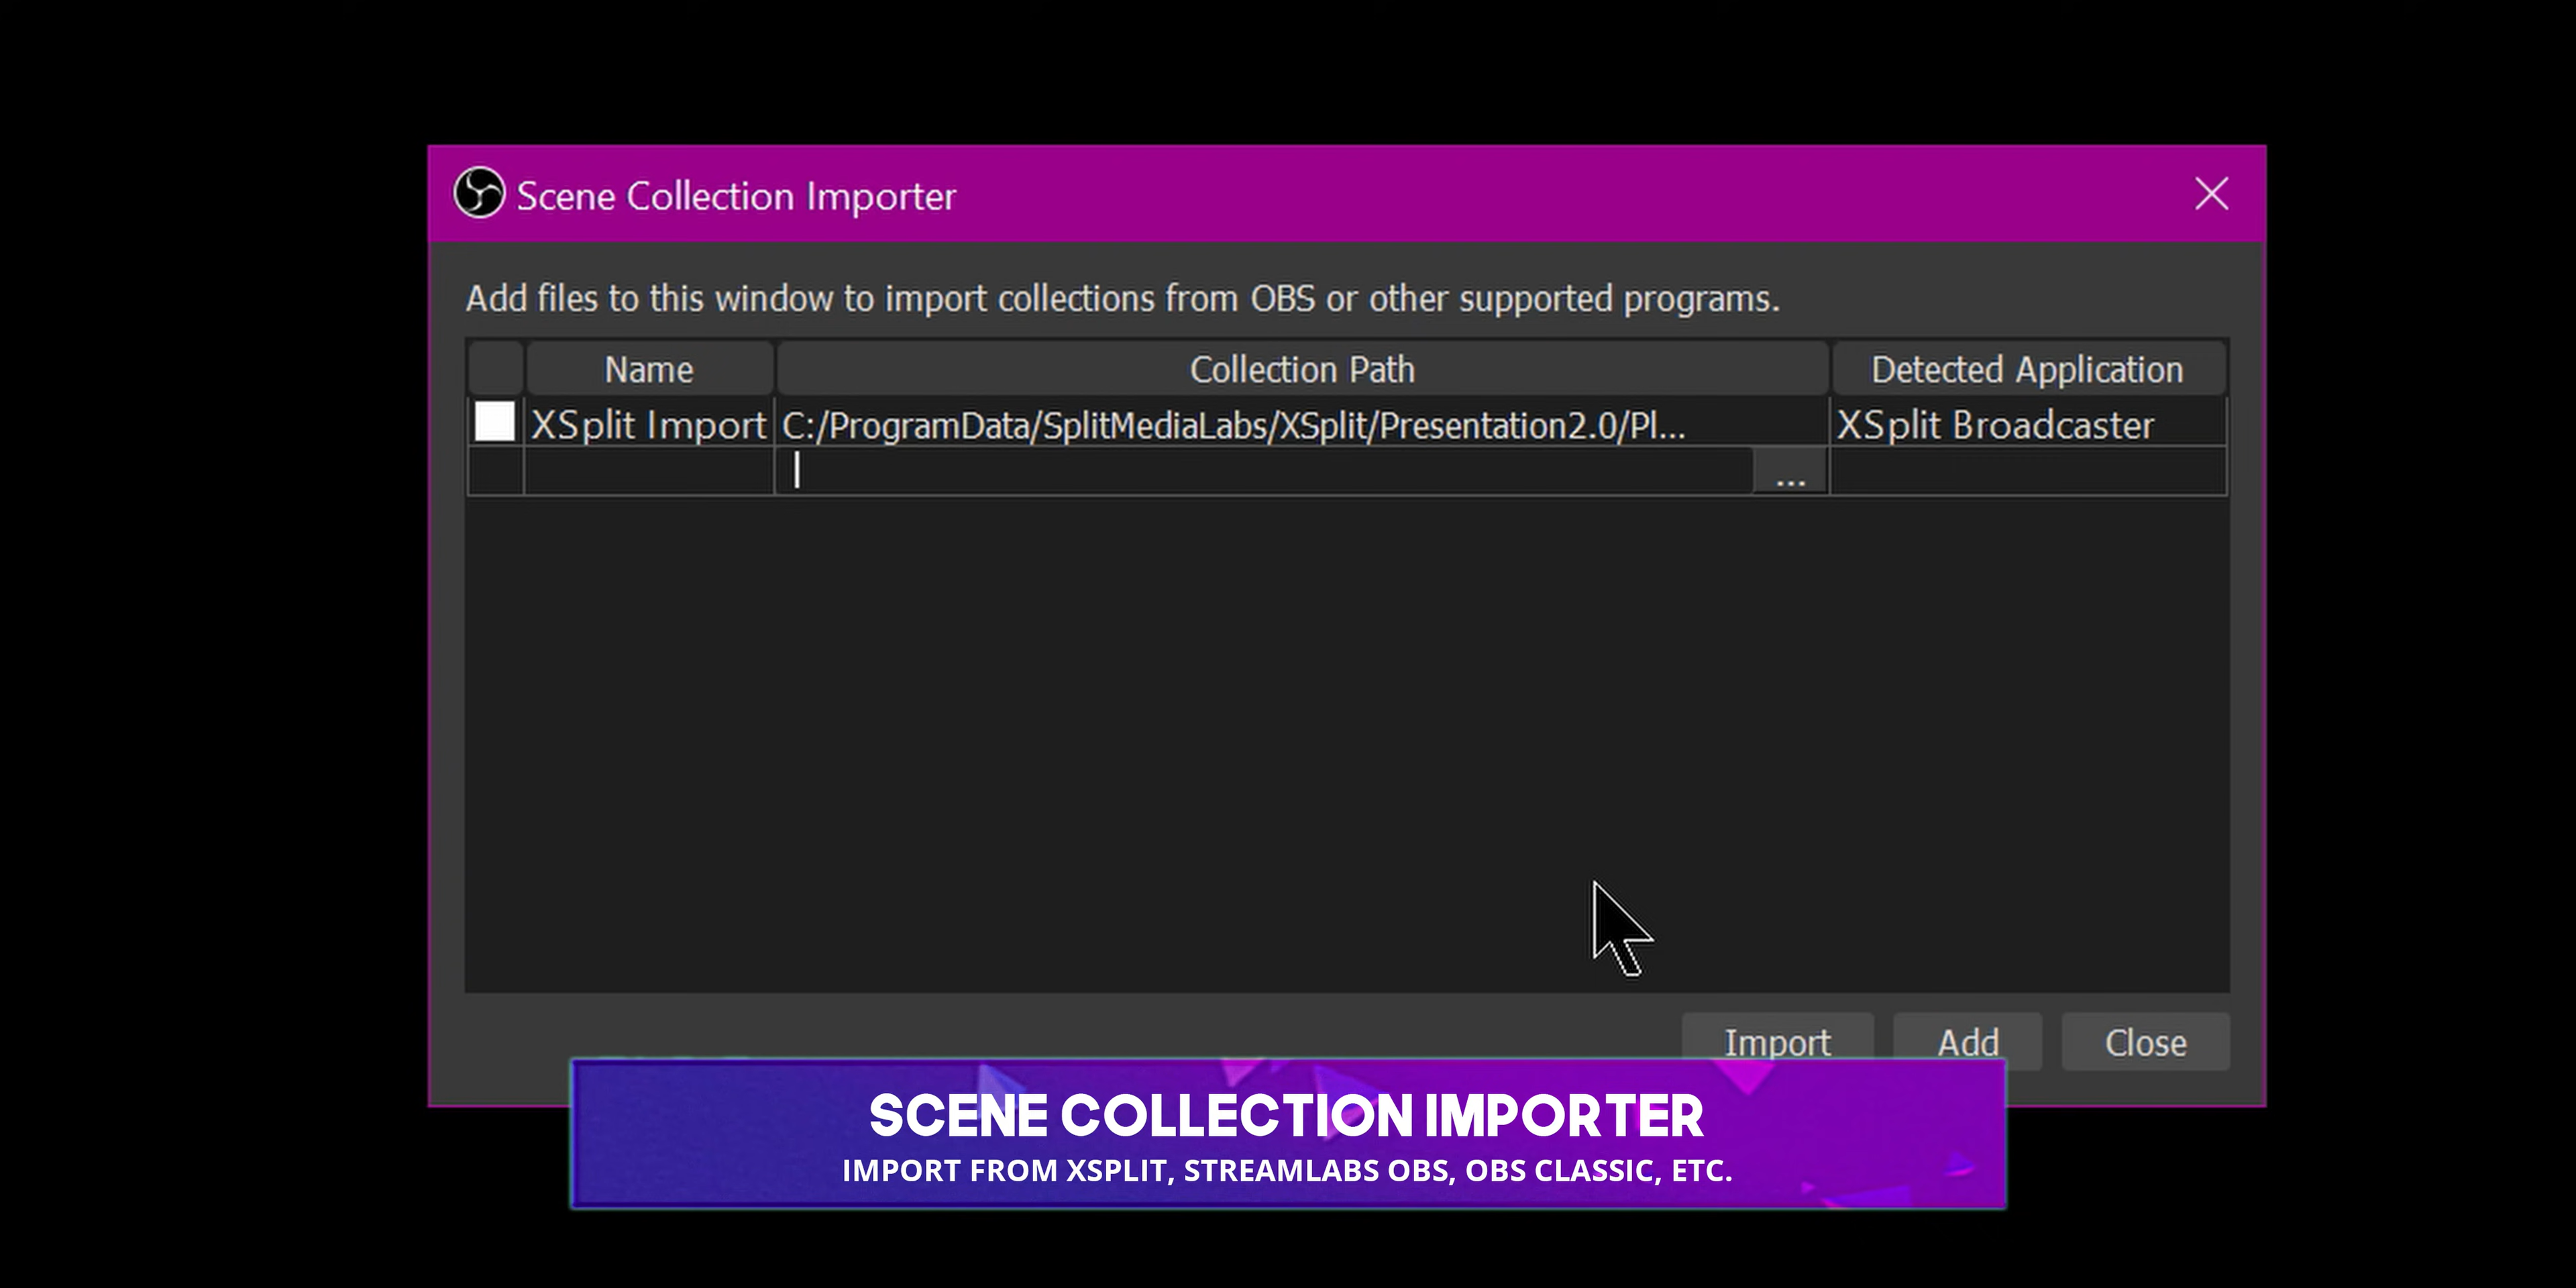 Scene Collection Importer
Add files to this window to import collections from OBS or other supported programs.
Name Collection Path Detected Application
XSplit Import C:/ProgramData/SplitMediaLabs/XSplit/Presentation2.0/Pl... XSplit Broadcaster
...
Import Add Close
SCENE COLLECTION IMPORTER
IMPORT FROM XSPLIT, STREAMLABS OBS, OBS CLASSIC, ETC.